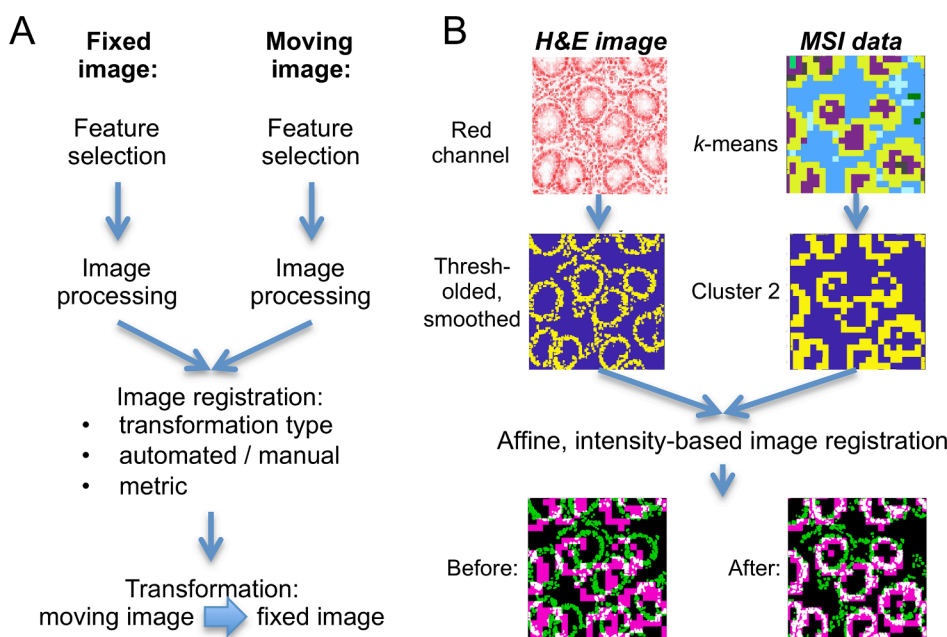 A
Fixed
image:
Moving
image:
Feature
selection
Feature
selection
Image
processing
Image
processing
Image registration:
• transformation type
• automated / manual
• metric
Transformation:
moving image fixed image
B
H&E image
MSI data
Red
channel
k-means
Thresh-
olded,
smoothed
Cluster 2
Affine, intensity-based image registration
Before:
After: